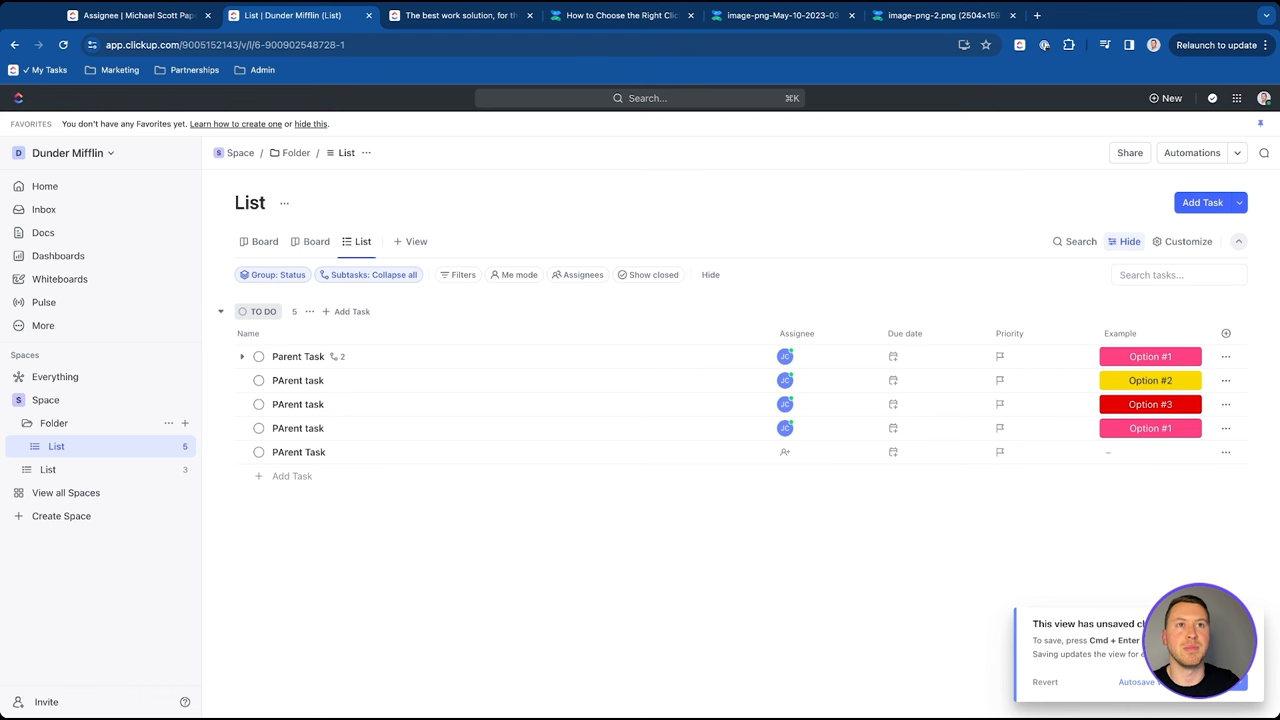 Assignee | Michael Scott Pap
List | Dunder Mifflin (List)
The best work solution, for th
How to Choose the Right Clic
image-png-May-10-2023-03
image-png-2.png (2504×159
app.clickup.com/9005152143/v/l/6-900902548728-1
Relaunch to update
✓ My Tasks
Marketing
Partnerships
Admin
Search...
⌘K
New
FAVORITES
You don't have any Favorites yet. Learn how to create one or hide this.
D
Dunder Mifflin
S
Space / Folder / List
Share
Automations
Home
Inbox
Docs
Dashboards
Whiteboards
Pulse
More
Spaces
Everything
S
Space
Folder
List
5
List
3
View all Spaces
Create Space
Invite
List
Add Task
Board
Board
List
+ View
Search
Hide
Customize
Group: Status
Subtasks: Collapse all
Filters
Me mode
Assignees
Show closed
Hide
Search tasks...
TO DO
5
Add Task
Name
Assignee
Due date
Priority
Example
Parent Task
2
JC
Option #1
PArent task
JC
Option #2
PArent task
JC
Option #3
PArent task
JC
Option #1
PArent Task
–
Add Task
This view has unsaved c
To save, press Cmd + Enter
Saving updates the view for e
Revert
Autosave